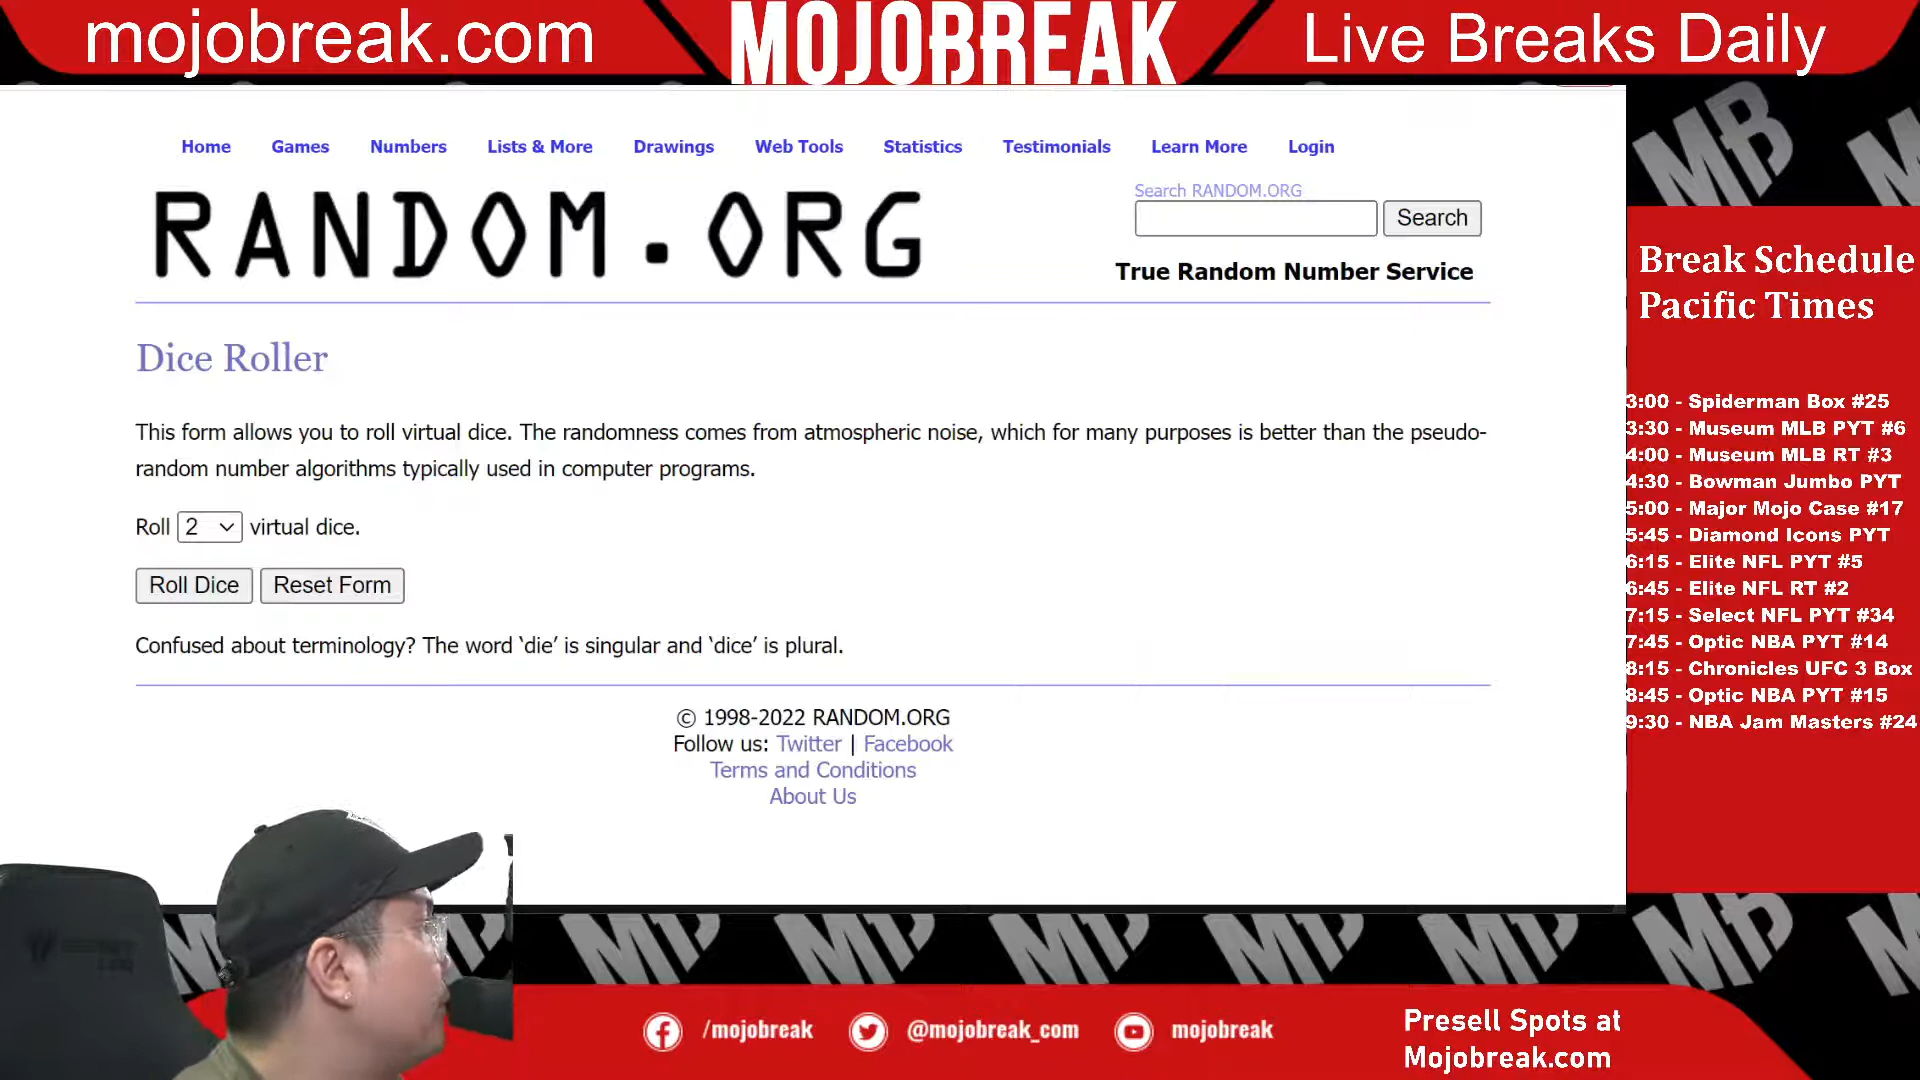 mojobreak.com
MOJOBREAK
Live Breaks Daily
Home Games Numbers Lists & More Drawings Web Tools Statistics Testimonials Learn More Login
RANDOM.ORG
Search RANDOM.ORG
Search
True Random Number Service
Dice Roller
This form allows you to roll virtual dice. The randomness comes from atmospheric noise, which for many purposes is better than the pseudo-
random number algorithms typically used in computer programs.
Roll 2 virtual dice.
Roll Dice Reset Form
Confused about terminology? The word ‘die’ is singular and ‘dice’ is plural.
© 1998-2022 RANDOM.ORG
Follow us: Twitter | Facebook
Terms and Conditions
About Us
MB
Break Schedule
Pacific Times
3:00 - Spiderman Box #25
3:30 - Museum MLB PYT #6
4:00 - Museum MLB RT #3
4:30 - Bowman Jumbo PYT
5:00 - Major Mojo Case #17
5:45 - Diamond Icons PYT
6:15 - Elite NFL PYT #5
6:45 - Elite NFL RT #2
7:15 - Select NFL PYT #34
7:45 - Optic NBA PYT #14
8:15 - Chronicles UFC 3 Box
8:45 - Optic NBA PYT #15
9:30 - NBA Jam Masters #24
MB MB MB MB MB MB MB
/mojobreak @mojobreak_com mojobreak
Presell Spots at
Mojobreak.com